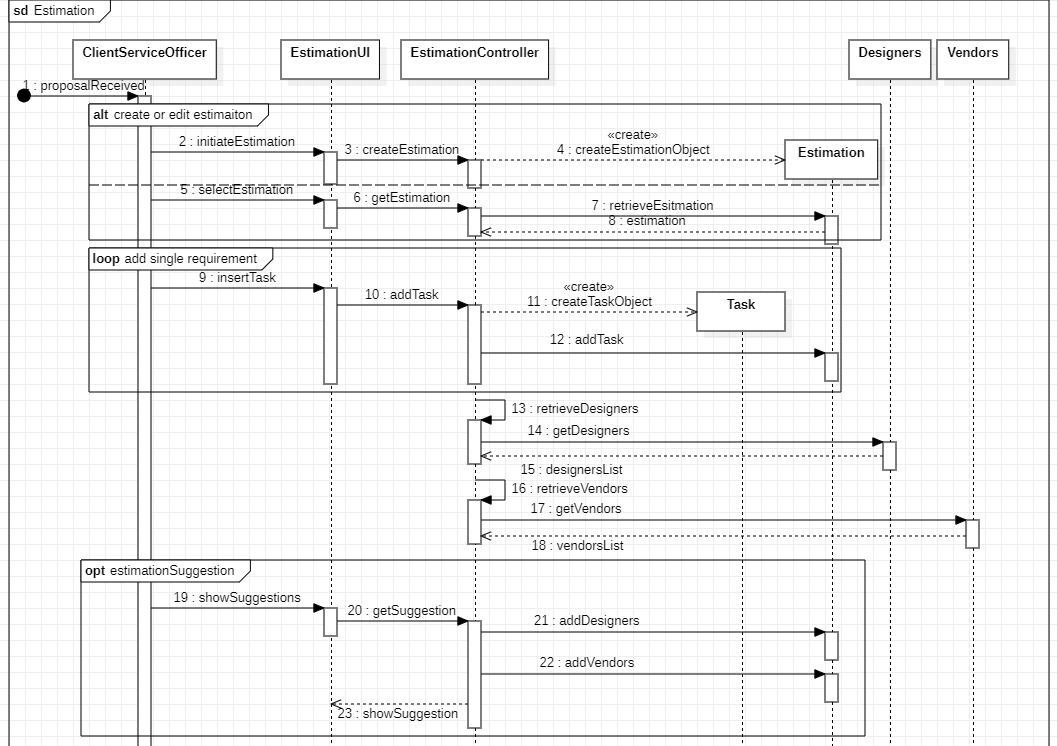 sd Estimation
ClientServiceOfficer
EstimationUI
EstimationController
Designers
Vendors
1 : proposalReceived
alt create or edit estimaiton
2 : initiateEstimation
3 : createEstimation
«create»
4 : createEstimationObject
Estimation
5 : selectEstimation
6 : getEstimation
7 : retrieveEsitmation
8 : estimation
loop add single requirement
9 : insertTask
10 : addTask
«create»
11 : createTaskObject
Task
12 : addTask
13 : retrieveDesigners
14 : getDesigners
15 : designersList
16 : retrieveVendors
17 : getVendors
18 : vendorsList
opt estimationSuggestion
19 : showSuggestions
20 : getSuggestion
21 : addDesigners
22 : addVendors
23 : showSuggestion